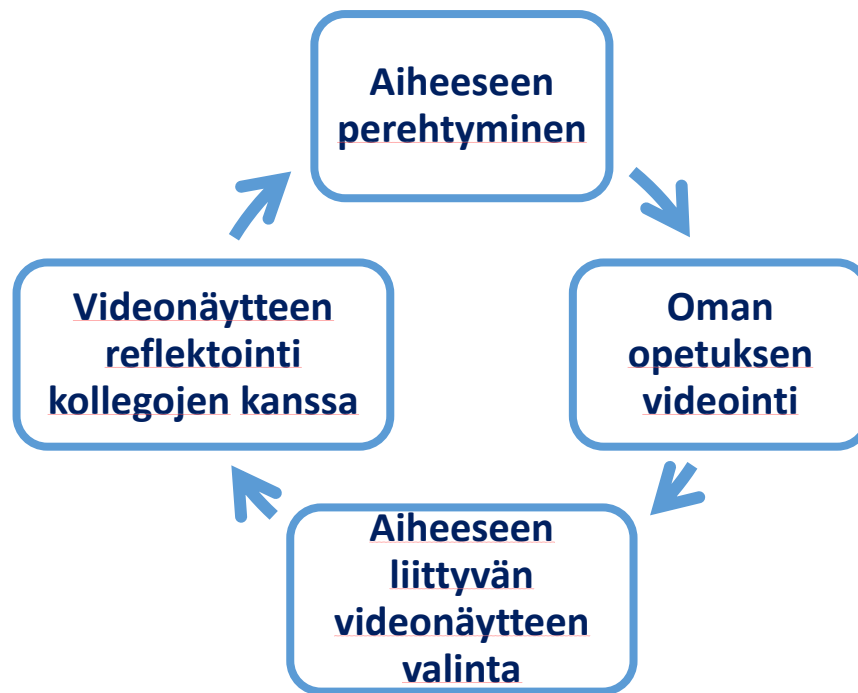 Aiheeseen
perehtyminen
Oman
opetuksen
videointi
Aiheeseen
liittyvän
videonäytteen
valinta
Videonäytteen
reflektointi
kollegojen kanssa